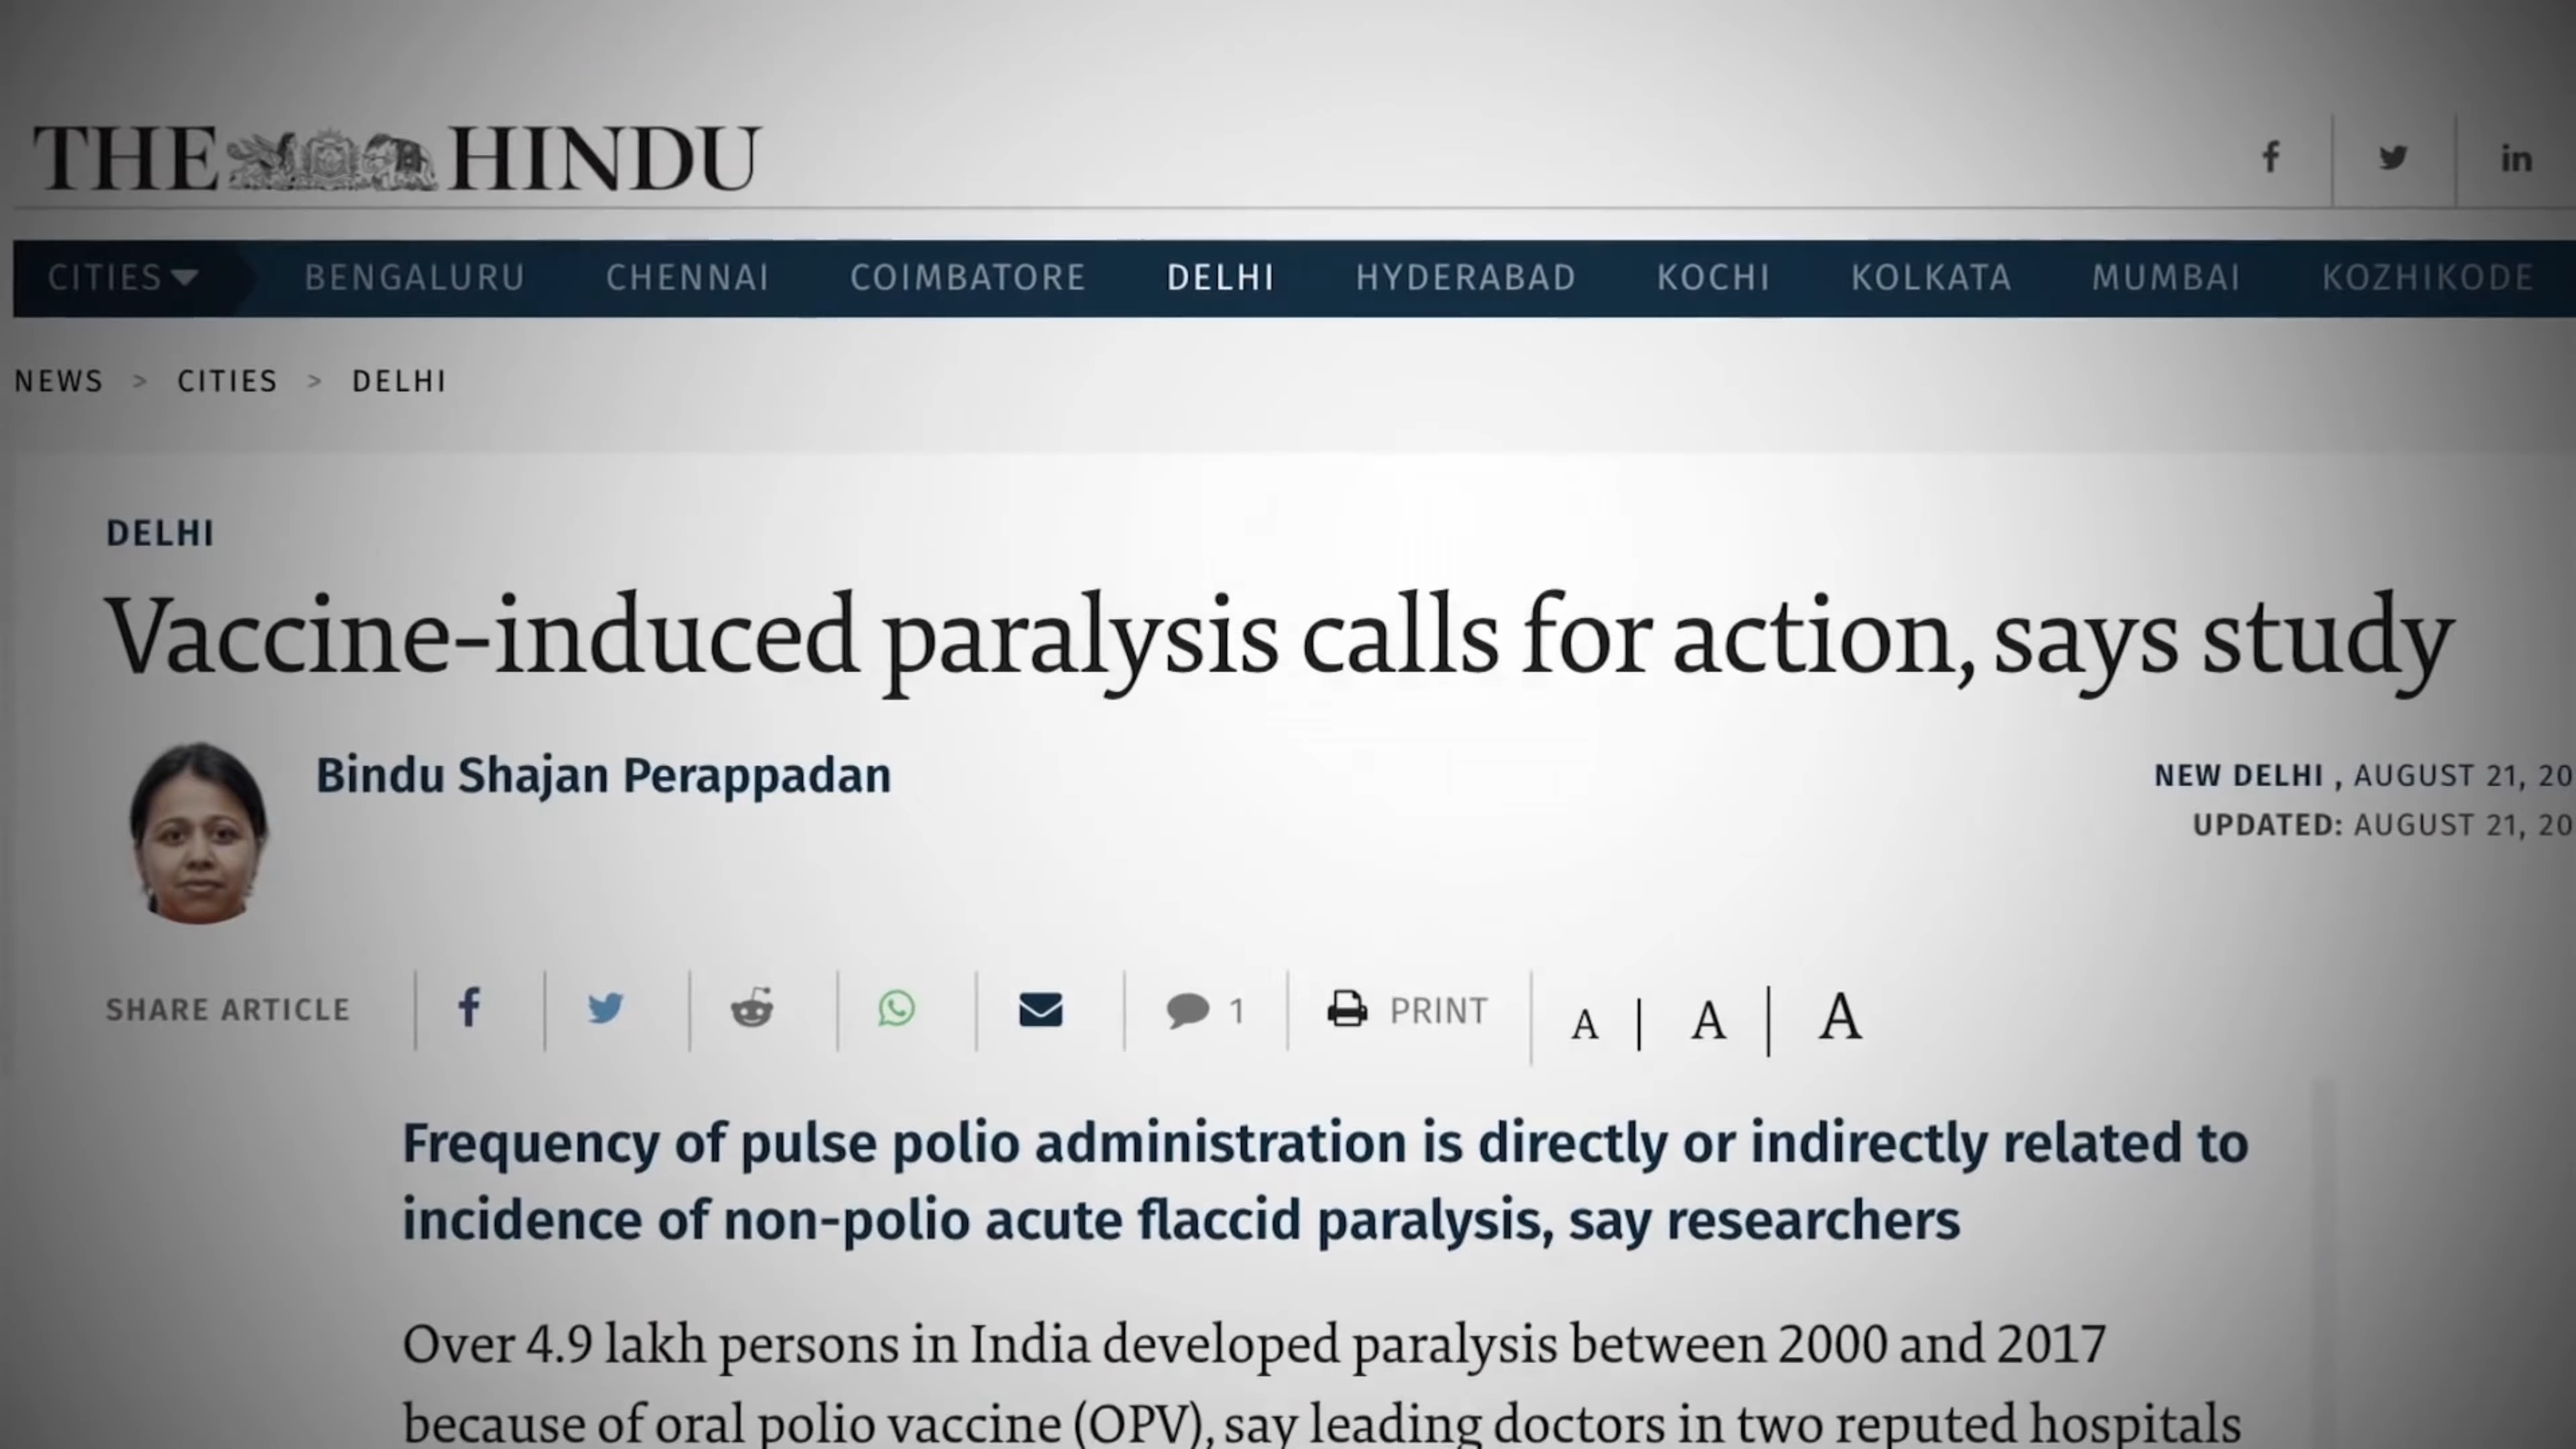 THE HINDU
CITIES BENGALURU CHENNAI COIMBATORE DELHI HYDERABAD KOCHI KOLKATA MUMBAI KOZHIKODE
NEWS > CITIES > DELHI
DELHI
Vaccine-induced paralysis calls for action, says study
Bindu Shajan Perappadan
NEW DELHI , AUGUST 21, 20
UPDATED: AUGUST 21, 20
SHARE ARTICLE 1 PRINT A | A | A
Frequency of pulse polio administration is directly or indirectly related to
incidence of non-polio acute flaccid paralysis, say researchers
Over 4.9 lakh persons in India developed paralysis between 2000 and 2017
because of oral polio vaccine (OPV), say leading doctors in two reputed hospitals